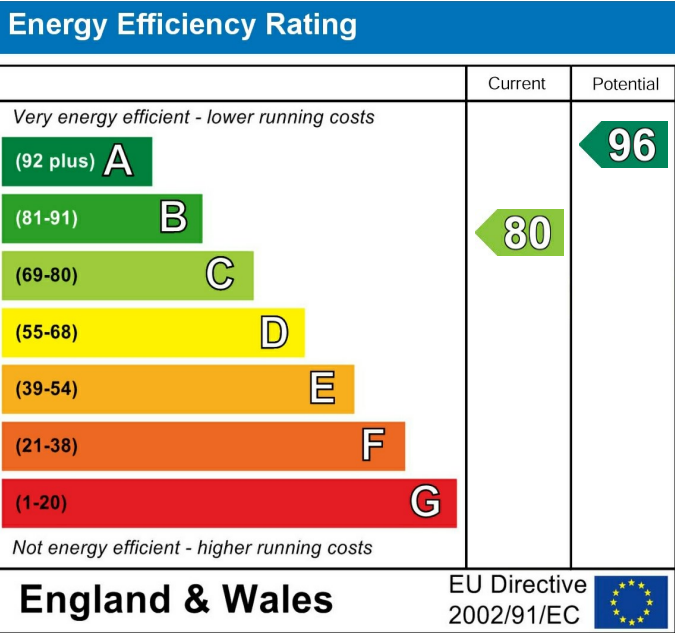 Energy Efficiency Rating
Current Potential
Very energy efficient - lower running costs
(92 plus) A
96
(81-91) B
80
(69-80) C
(55-68) D
(39-54) E
(21-38) F
(1-20) G
Not energy efficient - higher running costs
England & Wales
EU Directive
2002/91/EC